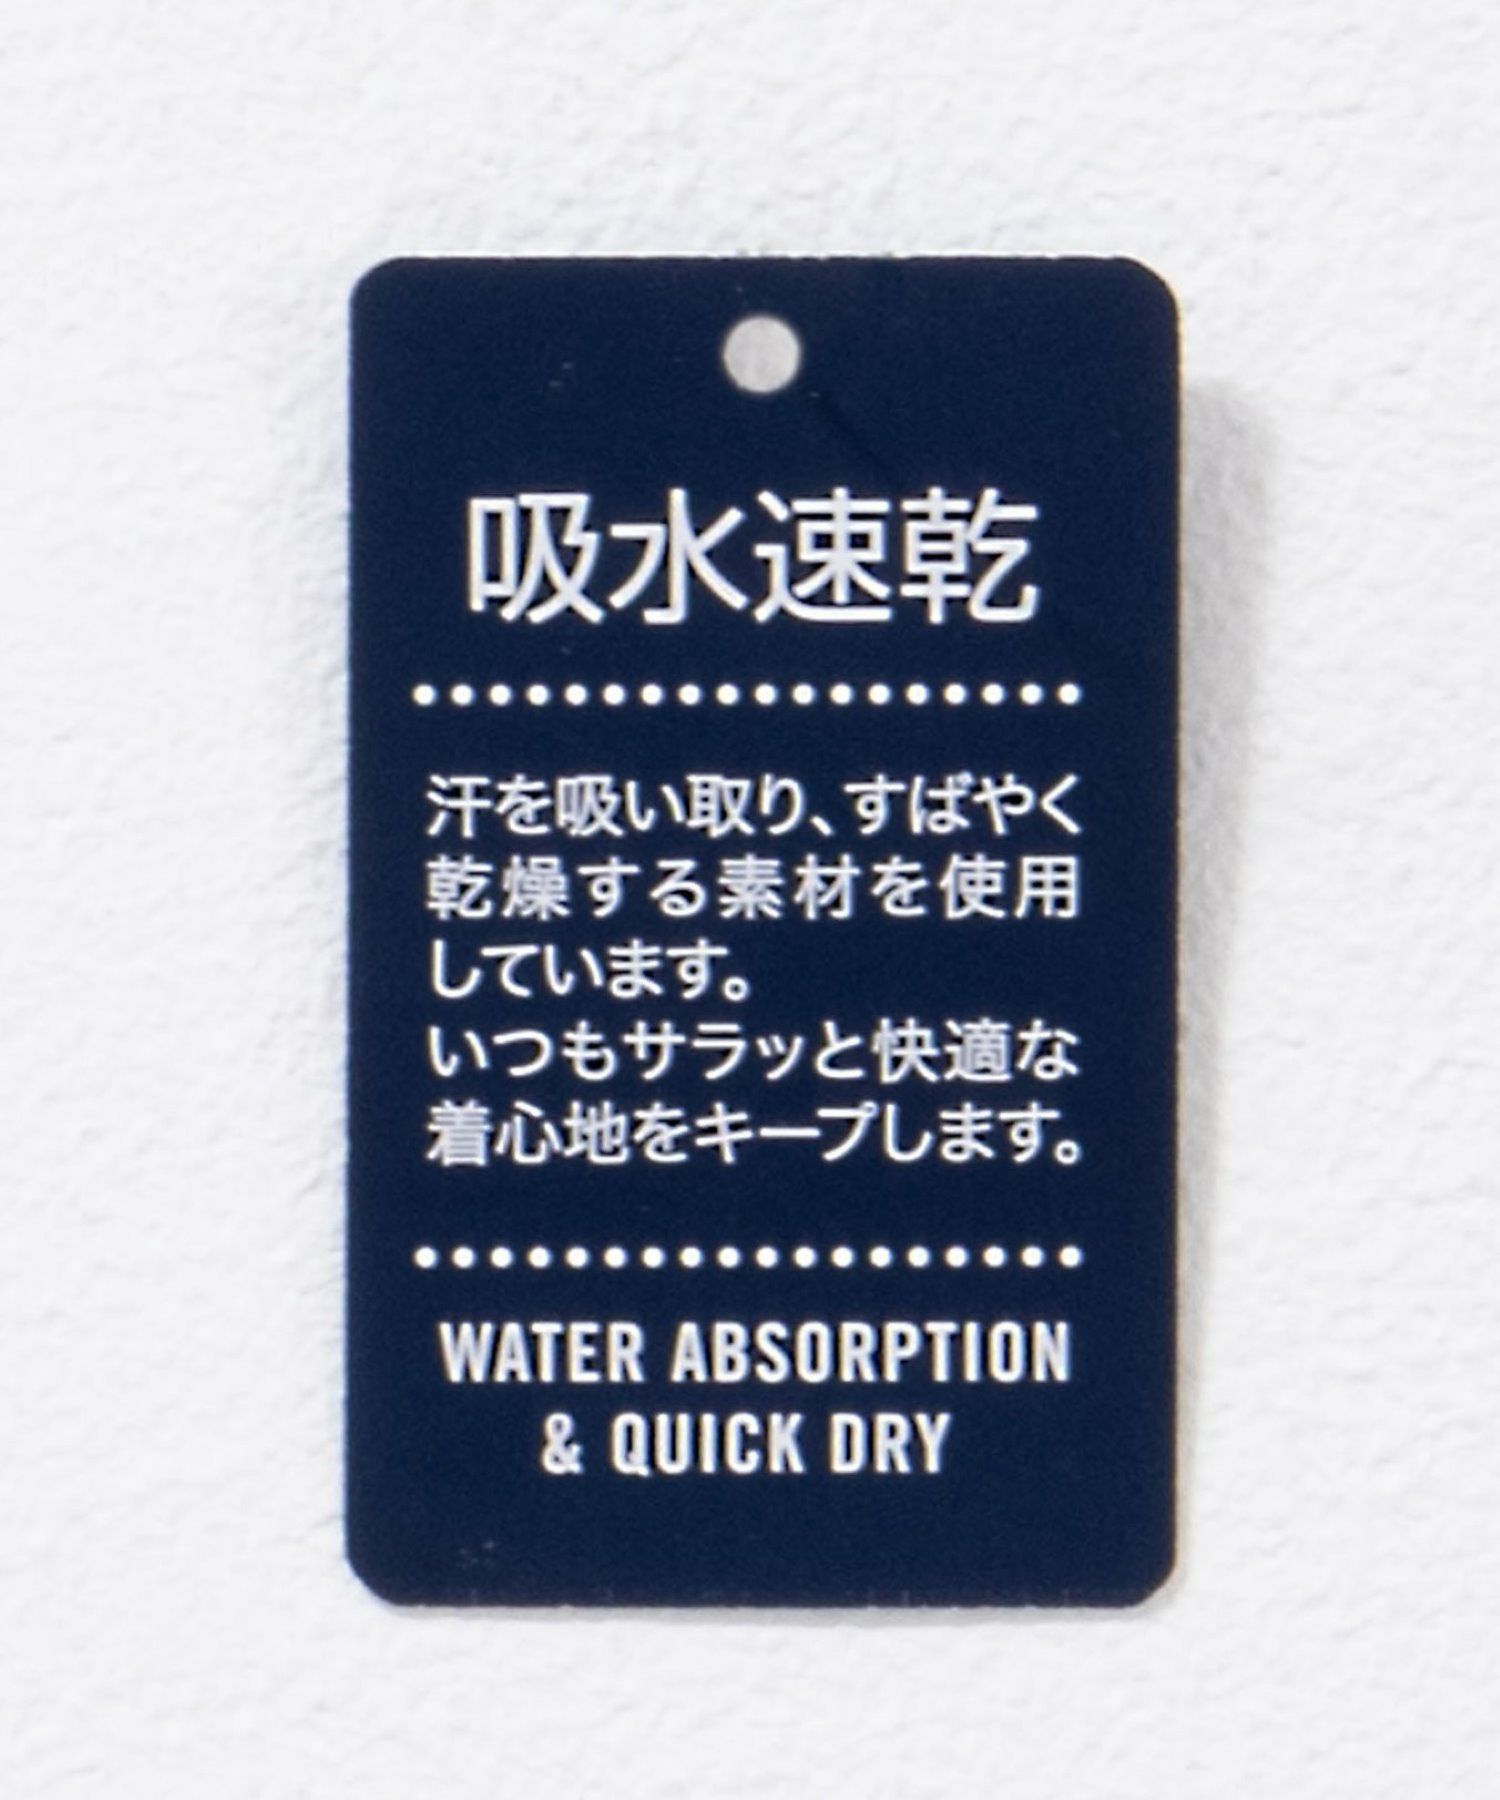 吸水速乾
汗を吸い取り、すばやく
乾燥する素材を使用
しています。
いつもサラッと快適な
着心地をキープします。
WATER ABSORPTION
& QUICK DRY